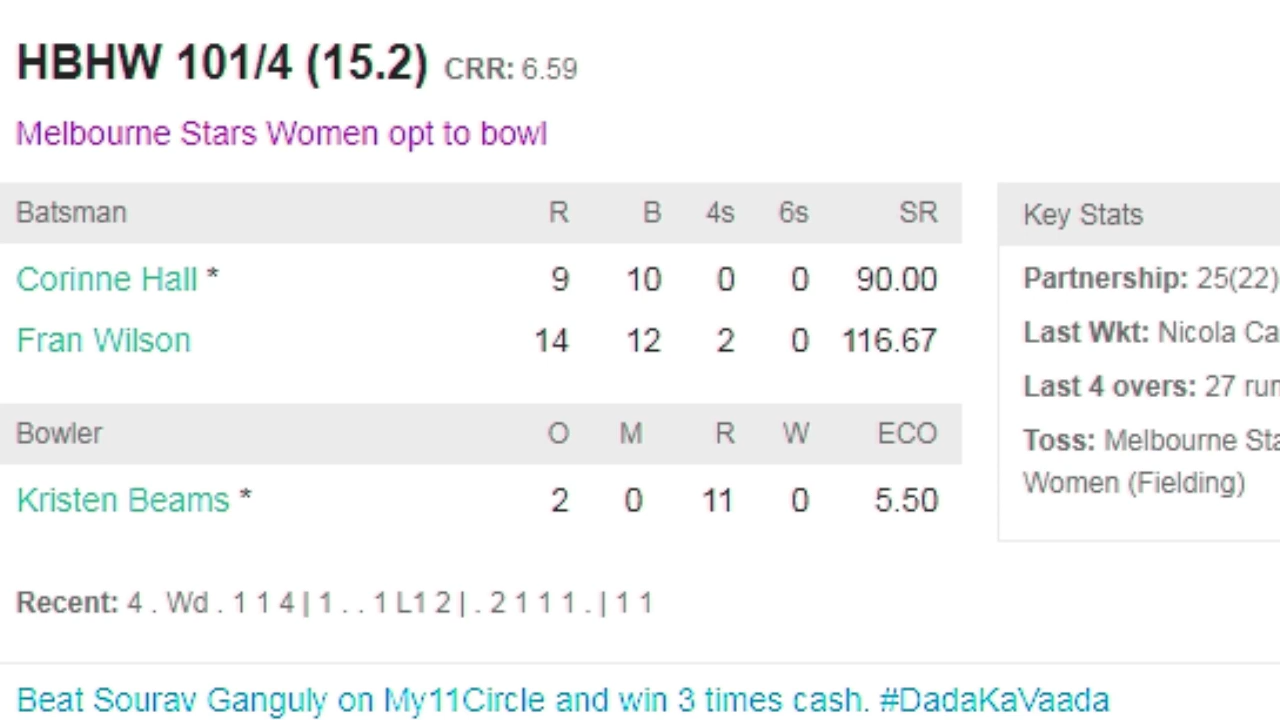 HBHW 101/4 (15.2) CRR: 6.59
Melbourne Stars Women opt to bowl
Batsman R B 4s 6s SR
Corinne Hall * 9 10 0 0 90.00
Fran Wilson 14 12 2 0 116.67
Bowler O M R W ECO
Kristen Beams * 2 0 11 0 5.50
Key Stats
Partnership: 25(22)
Last Wkt: Nicola Ca
Last 4 overs: 27 run
Toss: Melbourne Sta
Women (Fielding)
Recent: 4 . Wd . 1 1 4 | 1 . . 1 L1 2 | . 2 1 1 1 . | 1 1
Beat Sourav Ganguly on My11Circle and win 3 times cash. #DadaKaVaada